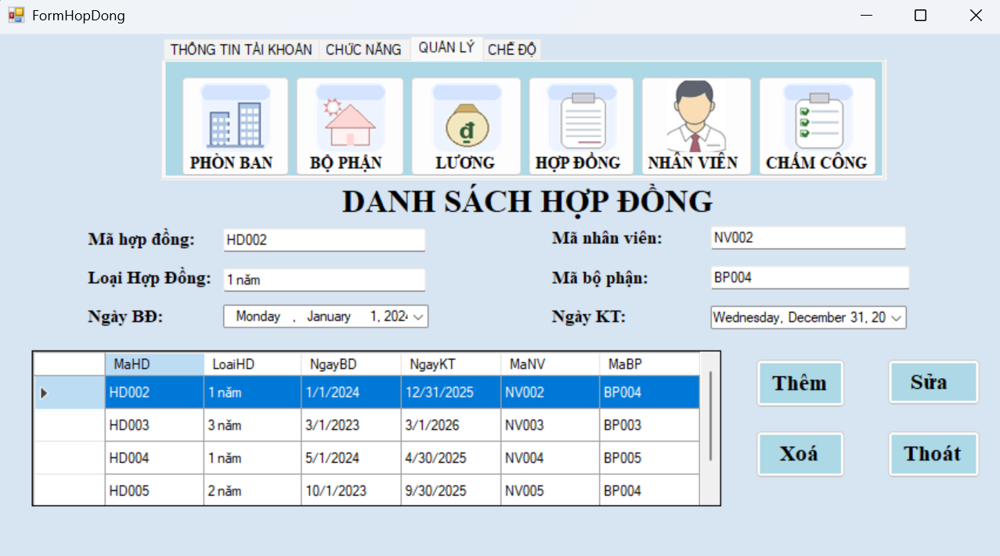 FormHopDong
THÔNG TIN TÀI KHOẢN CHỨC NĂNG QUẢN LÝ CHẾ ĐỘ
đ
PHÒN BAN BỘ PHẬN LƯƠNG HỢP ĐỒNG NHÂN VIÊN CHẤM CÔNG
DANH SÁCH HỢP ĐỒNG
Mã hợp đồng: HD002 Mã nhân viên: NV002
Loại Hợp Đồng: 1 năm Mã bộ phận: BP004
Ngày BĐ: Monday , January 1, 2024 Ngày KT: Wednesday, December 31, 20
MaHD LoaiHD NgayBD NgayKT MaNV MaBP
HD002 1 năm 1/1/2024 12/31/2025 NV002 BP004
HD003 3 năm 3/1/2023 3/1/2026 NV003 BP003
HD004 1 năm 5/1/2024 4/30/2025 NV004 BP005
HD005 2 năm 10/1/2023 9/30/2025 NV005 BP004
Thêm Sửa
Xoá Thoát